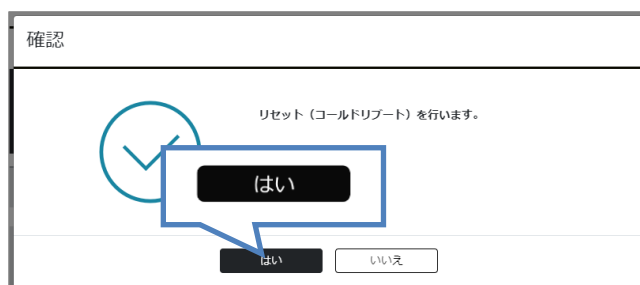 確認
リセット（コールドリブート）を行います。
はい
はい
いいえ